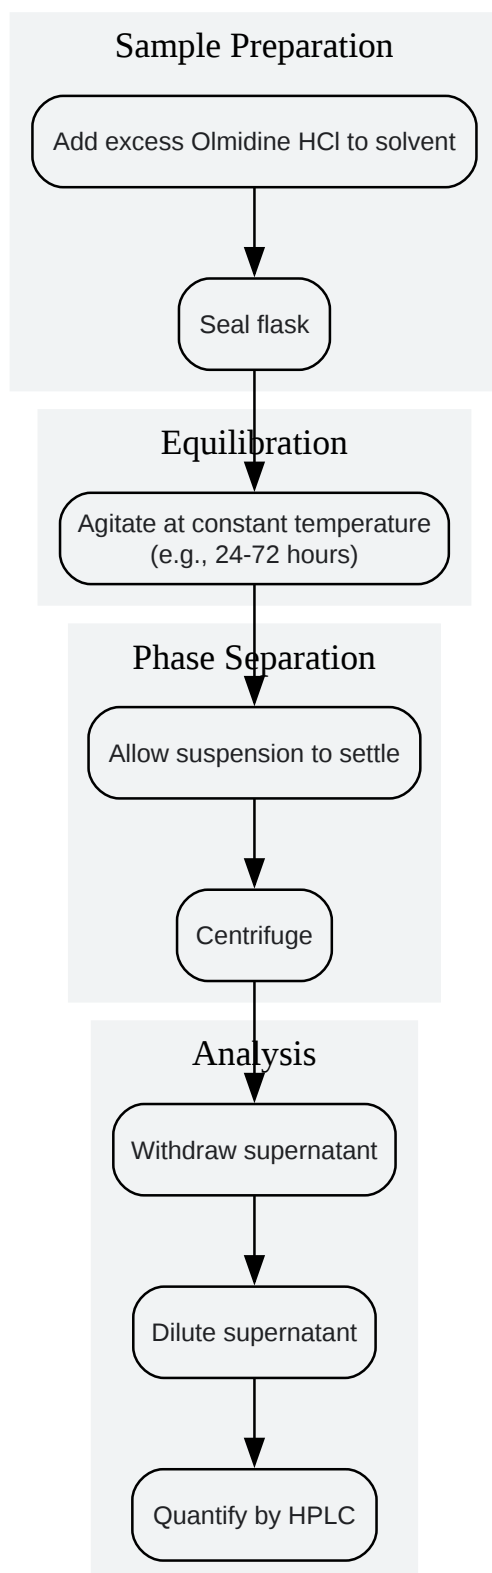 Sample Preparation
Add excess Olmidine HCl to solvent
Seal flask
Equilibration
Agitate at constant temperature
(e.g., 24-72 hours)
Phase Separation
Allow suspension to settle
Centrifuge
Analysis
Withdraw supernatant
Dilute supernatant
Quantify by HPLC